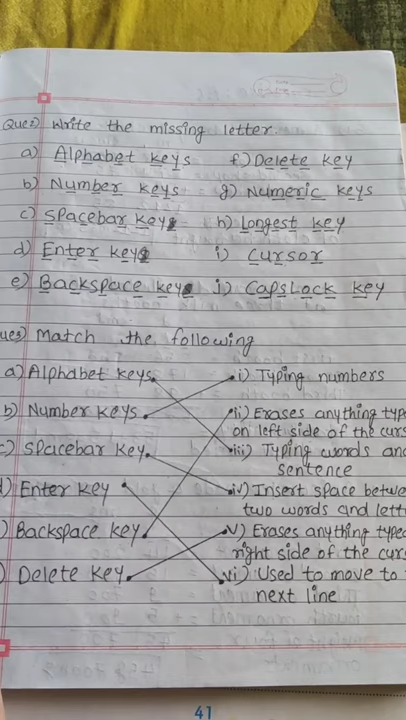 Que2) Write the missing letter.
a) Alphabet keys f) Delete key
b) Number keys g) Numeric keys
c) Spacebar key h) Longest key
d) Enter key i) Cursor
e) Backspace key j) CapsLock key
ues) Match the following
a) Alphabet keys i) Typing numbers
b) Number keys ii) Erases anything type
on left side of the curs
c) Spacebar key iii) Typing words and
sentence
d) Enter key iv) Insert space betwe
two words and lett
) Backspace key v) Erases anything typed
right side of the curs
) Delete key vi) Used to move to
next line
41